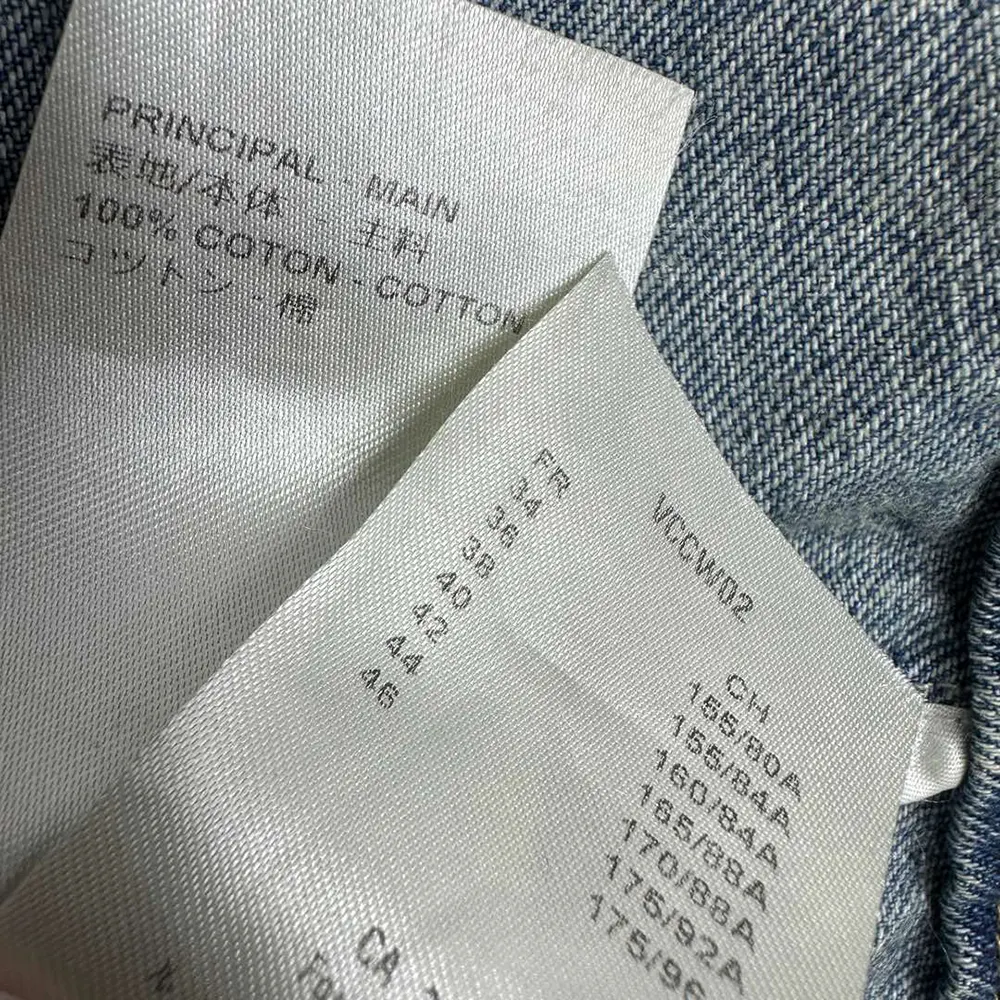 PRINCIPAL - MAIN
表地/本体 - 主料
100% COTON - COTTON
コットン - 棉
VCCW02
FR
34
36
38
40
42
44
46
CH
155/80A
155/84A
160/84A
165/88A
170/88A
175/92A
175/96
CA